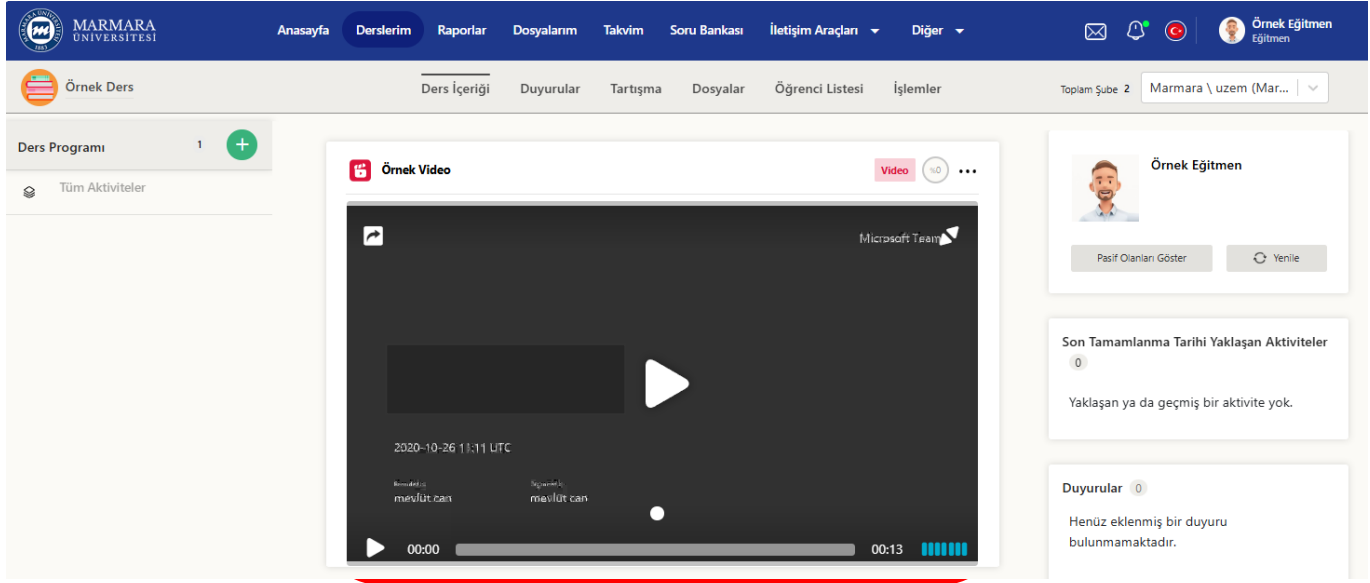 MARMARA
ÜNİVERSİTESİ
Anasayfa Derslerim Raporlar Dosyalarım Takvim Soru Bankası İletişim Araçları Diğer
Örnek Eğitmen
Eğitmen
Örnek Ders
Ders İçeriği Duyurular Tartışma Dosyalar Öğrenci Listesi İşlemler
Toplam Şube 2 Marmara \ uzem (Mar...
Ders Programı 1
Tüm Aktiviteler
Örnek Video
Video %0
Microsoft Team
2020-10-26 11:11 UTC
mevlüt can mevlüt can
00:00 00:13
Örnek Eğitmen
Pasif Olanları Göster Yenile
Son Tamamlanma Tarihi Yaklaşan Aktiviteler
0
Yaklaşan ya da geçmiş bir aktivite yok.
Duyurular 0
Henüz eklenmiş bir duyuru
bulunmamaktadır.